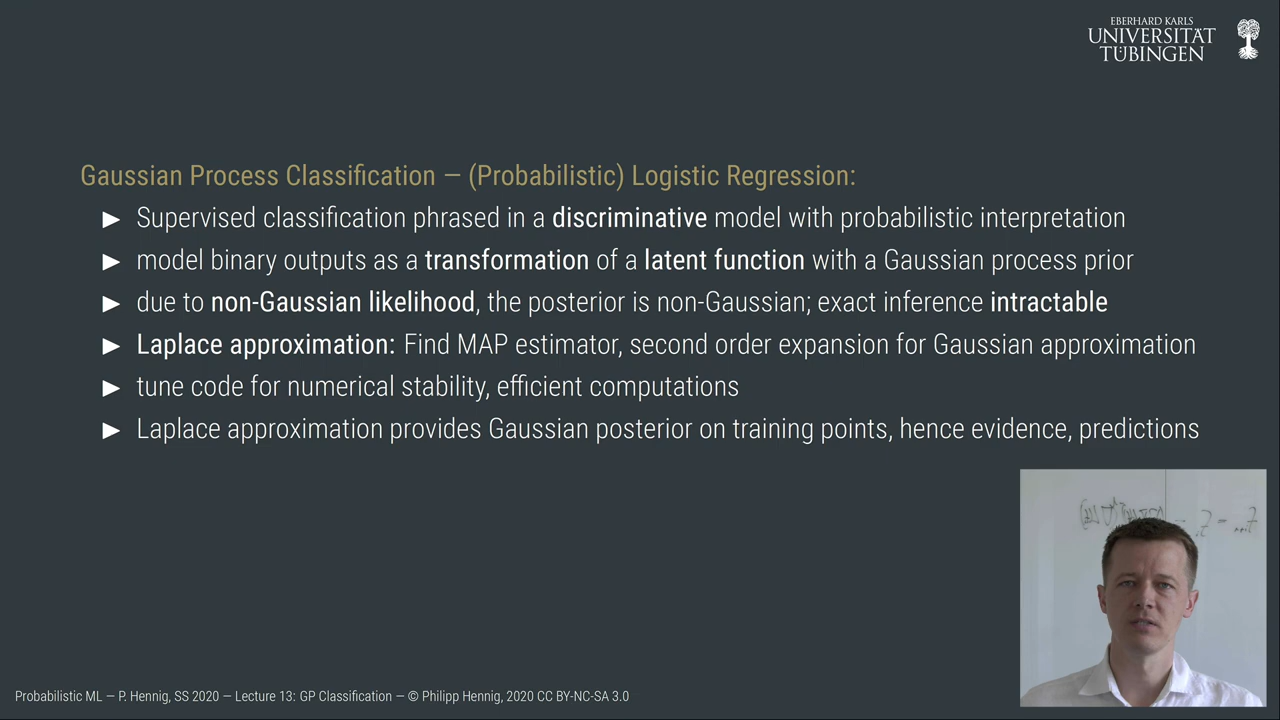 EBERHARD KARLS
UNIVERSITÄT
TÜBINGEN
Gaussian Process Classification — (Probabilistic) Logistic Regression:
▶ Supervised classification phrased in a discriminative model with probabilistic interpretation
▶ model binary outputs as a transformation of a latent function with a Gaussian process prior
▶ due to non-Gaussian likelihood, the posterior is non-Gaussian; exact inference intractable
▶ Laplace approximation: Find MAP estimator, second order expansion for Gaussian approximation
▶ tune code for numerical stability, efficient computations
▶ Laplace approximation provides Gaussian posterior on training points, hence evidence, predictions
Probabilistic ML — P. Hennig, SS 2020 — Lecture 13: GP Classification — © Philipp Hennig, 2020 CC BY-NC-SA 3.0